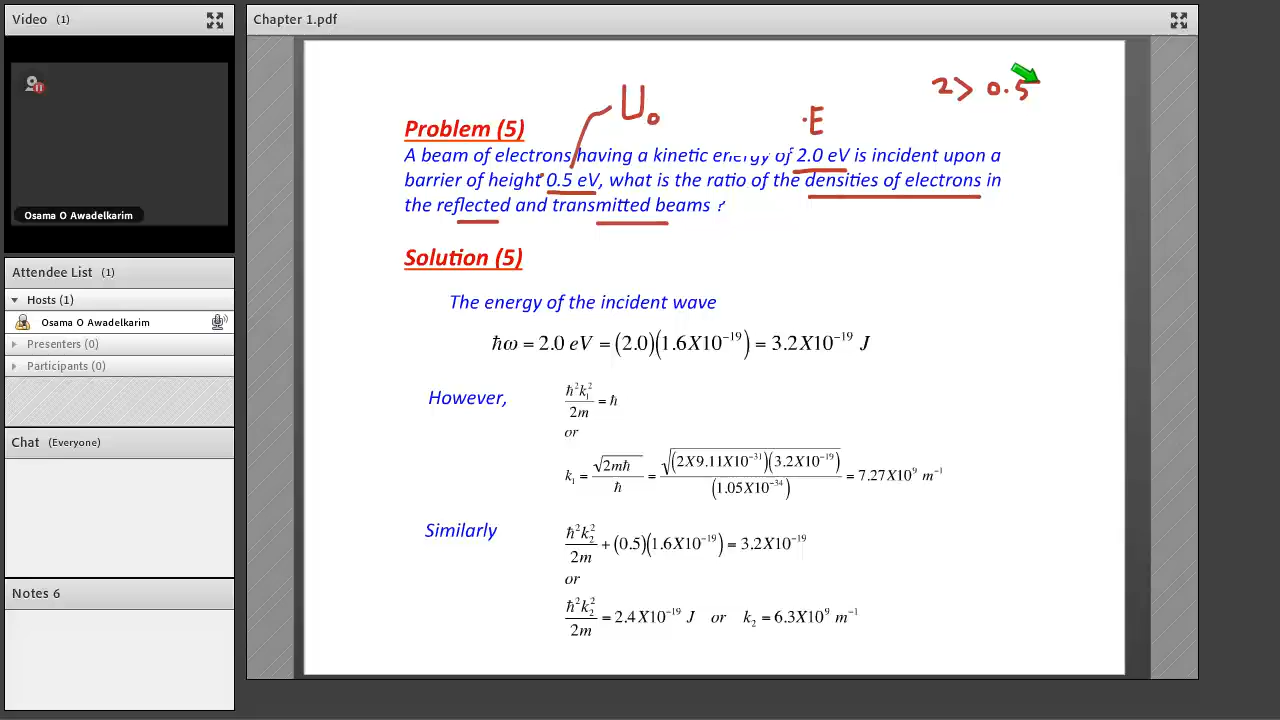 Video (1)
Osama O Awadelkarim
Attendee List (1)
Hosts (1)
Osama O Awadelkarim
Presenters (0)
Participants (0)
Chat (Everyone)
Notes 6
Chapter 1.pdf
2 > 0.5
U₀
E
Problem (5)
A beam of electrons having a kinetic energy of 2.0 eV is incident upon a
barrier of height 0.5 eV, what is the ratio of the densities of electrons in
the reflected and transmitted beams ?
Solution (5)
The energy of the incident wave
ħω = 2.0 eV = (2.0)(1.6X10⁻¹⁹) = 3.2X10⁻¹⁹ J
However,
ħ²k₁²/2m = ħ
or
k₁ = √(2mħ)/ħ = √((2X9.11X10⁻³¹)(3.2X10⁻¹⁹))/(1.05X10⁻³⁴) = 7.27X10⁹ m⁻¹
Similarly
ħ²k₂²/2m + (0.5)(1.6X10⁻¹⁹) = 3.2X10⁻¹⁹
or
ħ²k₂²/2m = 2.4X10⁻¹⁹ J or k₂ = 6.3X10⁹ m⁻¹